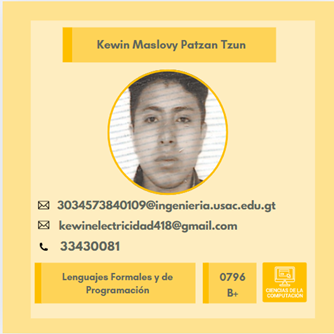 Kewin Maslovy Patzan Tzun
3034573840109@ingenieria.usac.edu.gt
kewinelectricidad418@gmail.com
33430081
Lenguajes Formales y de
Programación
0796
B+
CIENCIAS DE LA
COMPUTACIÓN